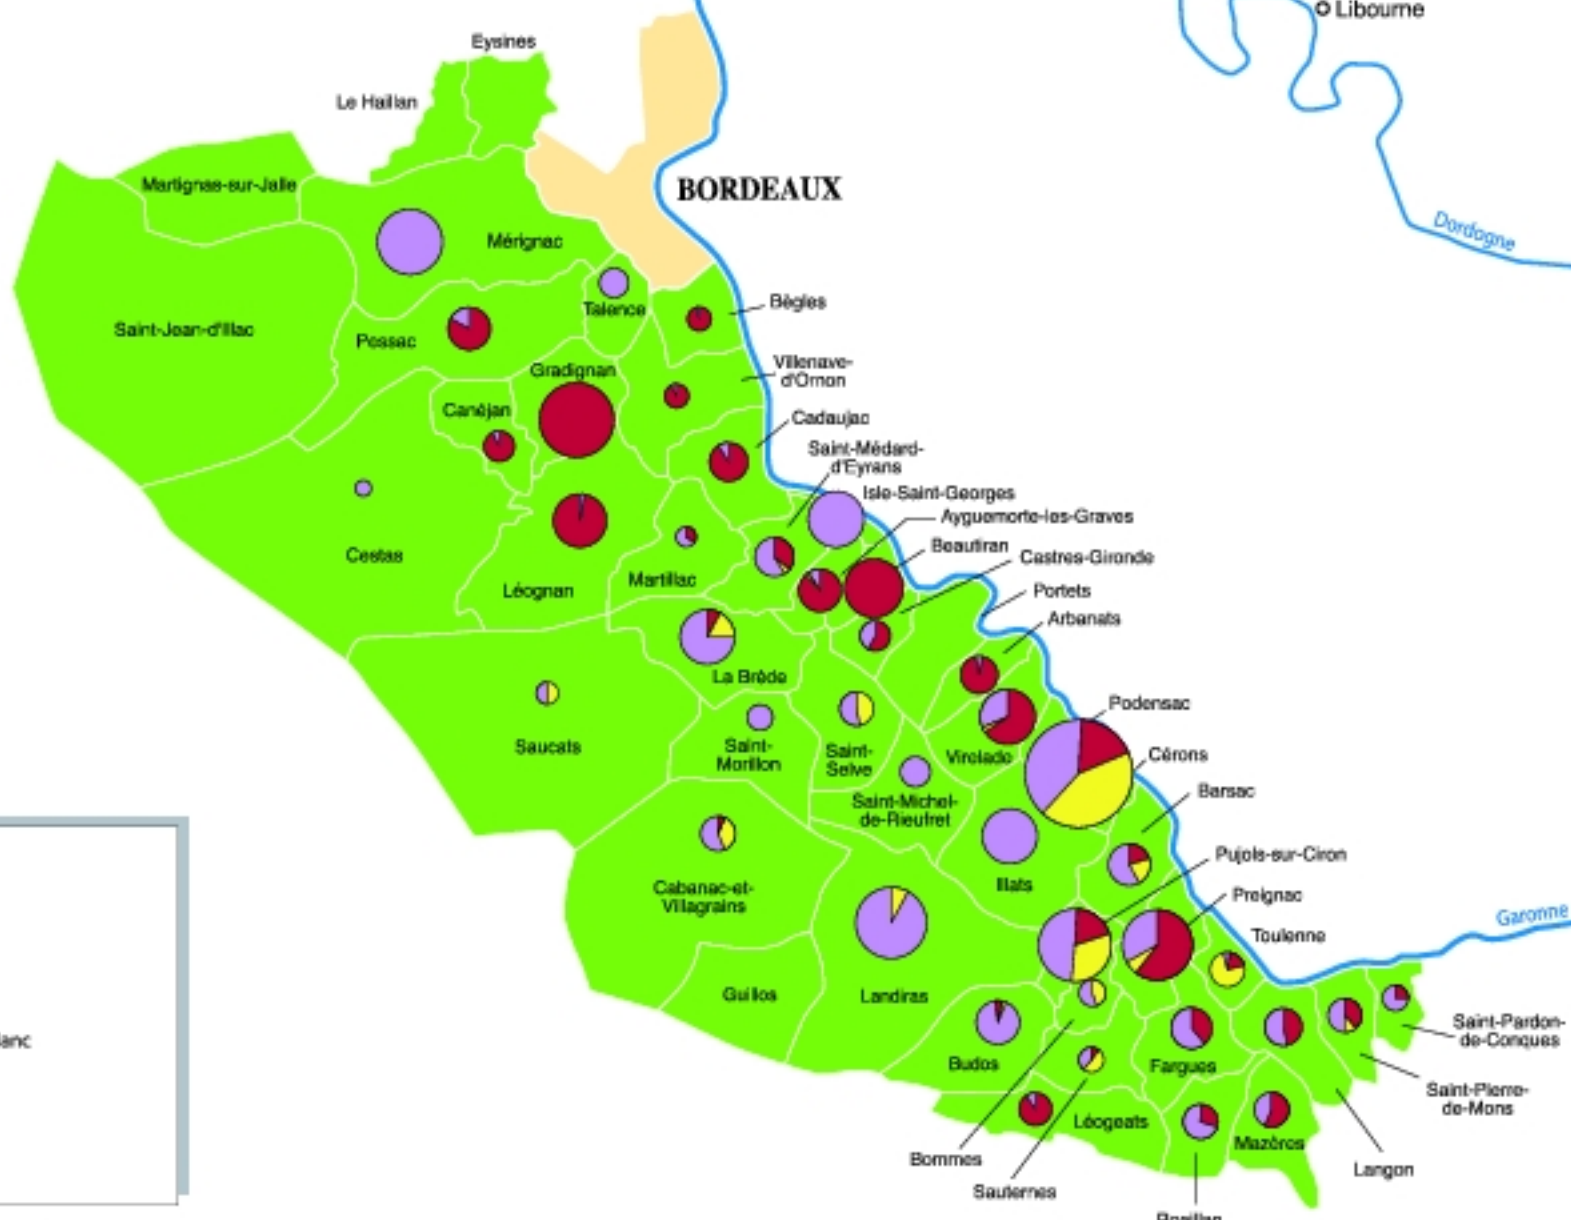 Libourne
Eysines
Le Haillan
Martignas-sur-Jalle
BORDEAUX
Dordogne
Mérignac
Talence
Bègles
Saint-Jean-d'Illac
Pessac
Villenave-
d'Ornon
Gradignan
Canéjan
Cadaujac
Saint-Médard-
d'Eyrans
Isle-Saint-Georges
Ayguemorte-les-Graves
Beautiran
Castres-Gironde
Cestas
Léognan
Martillac
Portets
Arbanats
La Brède
Podensac
Saucats
Saint-
Morillon
Saint-
Selve
Virelade
Cérons
Barsac
Saint-Michel-
de-Rieufret
Pujols-sur-Ciron
Illats
Cabanac-et-
Villagrains
Preignac
Garonne
Toulenne
Guillos
Landiras
Saint-Pardon-
de-Conques
anc
Budos
Fargues
Saint-Pierre-
de-Mons
Léogeats
Mazères
Bommes
Langon
Sauternes